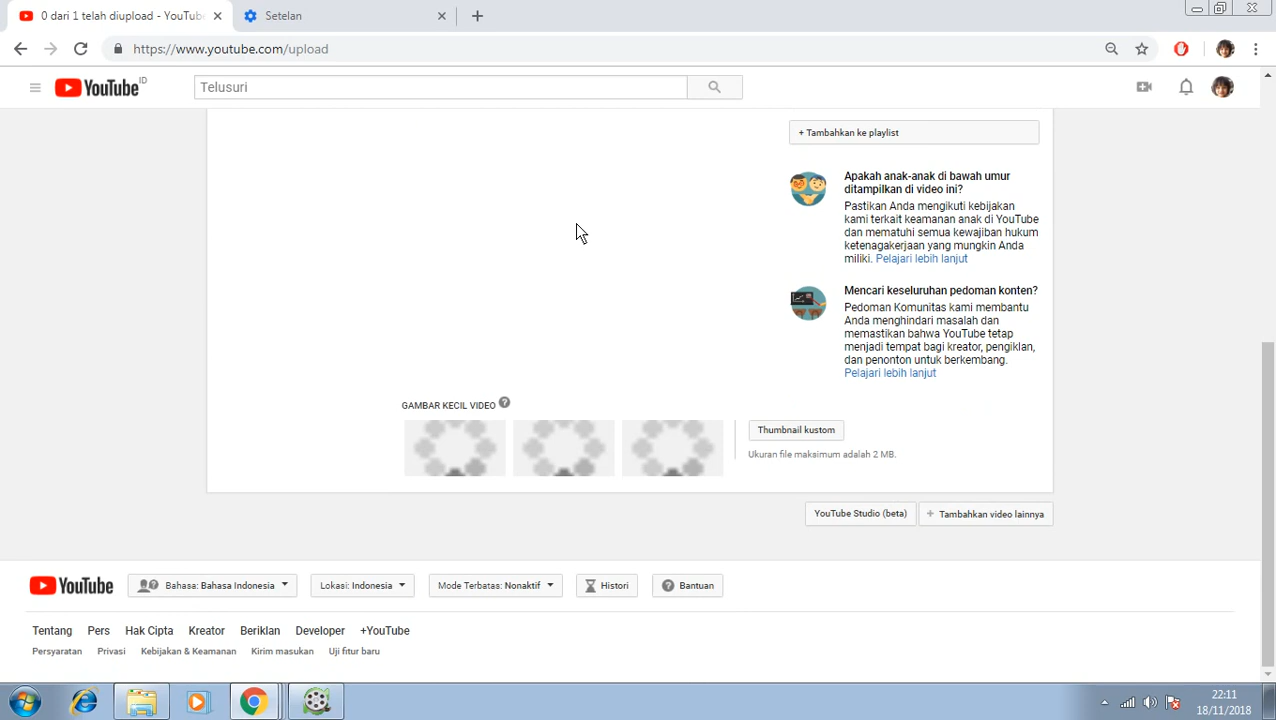 0 dari 1 telah diupload - YouTube
Setelan
https://www.youtube.com/upload
YouTube ID
Telusuri
+ Tambahkan ke playlist
Apakah anak-anak di bawah umur
ditampilkan di video ini?
Pastikan Anda mengikuti kebijakan
kami terkait keamanan anak di YouTube
dan mematuhi semua kewajiban hukum
ketenagakerjaan yang mungkin Anda
miliki. Pelajari lebih lanjut
Mencari keseluruhan pedoman konten?
Pedoman Komunitas kami membantu
Anda menghindari masalah dan
memastikan bahwa YouTube tetap
menjadi tempat bagi kreator, pengiklan,
dan penonton untuk berkembang.
Pelajari lebih lanjut
GAMBAR KECIL VIDEO ?
Thumbnail kustom
Ukuran file maksimum adalah 2 MB.
YouTube Studio (beta)
+ Tambahkan video lainnya
YouTube
Bahasa: Bahasa Indonesia
Lokasi: Indonesia
Mode Terbatas: Nonaktif
Histori
Bantuan
Tentang Pers Hak Cipta Kreator Beriklan Developer +YouTube
Persyaratan Privasi Kebijakan & Keamanan Kirim masukan Uji fitur baru
22:11
18/11/2018